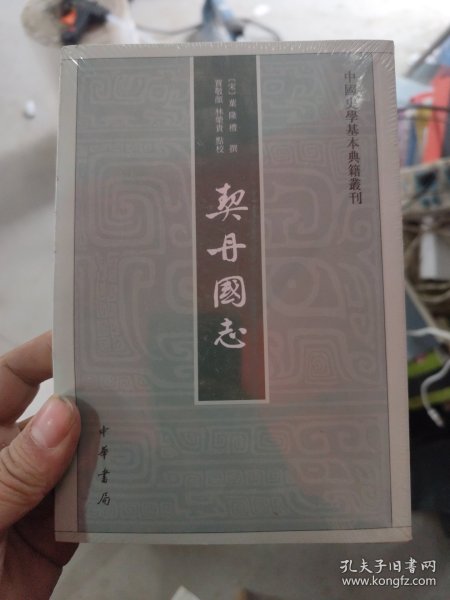 中國史學基本典籍叢刊
〔宋〕葉隆禮 撰
賈敬顏 林榮貴 點校
契丹國志
中華書局
孔夫子旧书网
www.kongfz.com